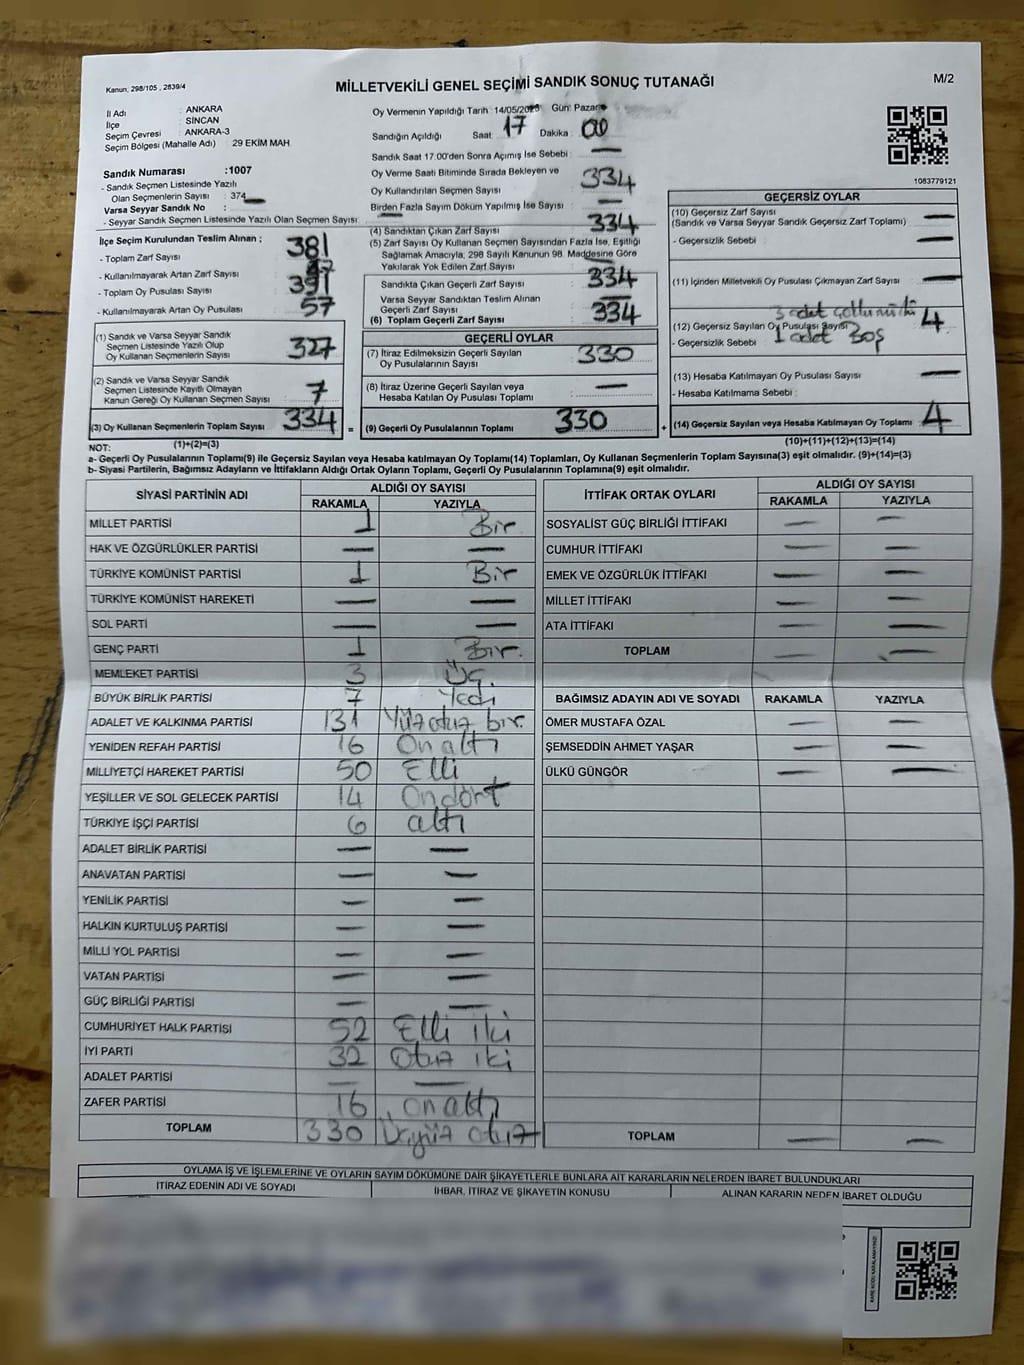 Kanun, 298/105 , 2839/4
MİLLETVEKİLİ GENEL SEÇİMİ SANDIK SONUÇ TUTANAĞI
M/2
İl Adı : ANKARA
İlçe : SİNCAN
Seçim Çevresi : ANKARA-3
Seçim Bölgesi (Mahalle Adı) 29 EKİM MAH.
Sandık Numarası :1007
- Sandık Seçmen Listesinde Yazılı
Olan Seçmenlerin Sayısı : 374
Varsa Seyyar Sandık No :
- Seyyar Sandık Seçmen Listesinde Yazılı Olan Seçmen Sayısı:
Oy Vermenin Yapıldığı Tarih :14/05/2023 Gün: Pazar
Sandığın Açıldığı Saat: 17 Dakika : 00
Sandık Saat 17.00'den Sonra Açımış İse Sebebi : —
Oy Verme Saati Bitiminde Sırada Bekleyen ve
Oy Kullandırılan Seçmen Sayısı : 334
Birden Fazla Sayım Döküm Yapılmış İse Sayısı : —
1083779121
İlçe Seçim Kurulundan Teslim Alınan ;
- Toplam Zarf Sayısı : 381
- Kullanılmayarak Artan Zarf Sayısı :
- Toplam Oy Pusulası Sayısı : 391
- Kullanılmayarak Artan Oy Pusulası : 57
(4) Sandıktan Çıkan Zarf Sayısı : 334
(5) Zarf Sayısı Oy Kullanan Seçmen Sayısından Fazla İse, Eşitliği
Sağlamak Amacıyla, 298 Sayılı Kanunun 98. Maddesine Göre
Yakılarak Yok Edilen Zarf Sayısı : —
Sandıkta Çıkan Geçerli Zarf Sayısı : 334
Varsa Seyyar Sandıktan Teslim Alınan
Geçerli Zarf Sayısı : —
(6) Toplam Geçerli Zarf Sayısı : 334
GEÇERSİZ OYLAR
(10) Geçersiz Zarf Sayısı : —
(Sandık ve Varsa Seyyar Sandık Geçersiz Zarf Toplamı)
- Geçersizlik Sebebi : —
(11) İçinden Milletvekili Oy Pusulası Çıkmayan Zarf Sayısı : —
(12) Geçersiz Sayılan Oy Pusulası Sayısı : 4
3 adet
- Geçersizlik Sebebi : 1 adet Boş
(13) Hesaba Katılmayan Oy Pusulası Sayısı : —
- Hesaba Katılmama Sebebi :
(14) Geçersiz Sayılan veya Hesaba Katılmayan Oy Toplamı : 4
(10)+(11)+(12)+(13)=(14)
(1) Sandık ve Varsa Seyyar Sandık
Seçmen Listesinde Yazılı Olup
Oy Kullanan Seçmenlerin Sayısı : 327
(2) Sandık ve Varsa Seyyar Sandık
Seçmen Listesinde Kayıtlı Olmayan
Kanun Gereği Oy Kullanan Seçmen Sayısı : 7
(3) Oy Kullanan Seçmenlerin Toplam Sayısı : 334 =
(1)+(2)=(3)
GEÇERLİ OYLAR
(7) İtiraz Edilmeksizin Geçerli Sayılan
Oy Pusulalarının Sayısı : 330
(8) İtiraz Üzerine Geçerli Sayılan veya
Hesaba Katılan Oy Pusulası Toplamı : —
(9) Geçerli Oy Pusulalarının Toplamı : 330 +
NOT:
a- Geçerli Oy Pusulalarının Toplamı(9) ile Geçersiz Sayılan veya Hesaba Katılmayan Oy Toplamı(14) Toplamları, Oy Kullanan Seçmenlerin Toplam Sayısına(3) eşit olmalıdır. (9)+(14)=(3)
b- Siyasi Partilerin, Bağımsız Adayların ve İttifakların Aldığı Ortak Oyların Toplamı, Geçerli Oy Pusulalarının Toplamına(9) eşit olmalıdır.
SİYASİ PARTİNİN ADI
ALDIĞI OY SAYISI
RAKAMLA YAZIYLA
MİLLET PARTİSİ 1 Bir
HAK VE ÖZGÜRLÜKLER PARTİSİ — —
TÜRKİYE KOMÜNİST PARTİSİ 1 Bir
TÜRKİYE KOMÜNİST HAREKETİ — —
SOL PARTİ — —
GENÇ PARTİ 1 Bir.
MEMLEKET PARTİSİ 3 Üç.
BÜYÜK BİRLİK PARTİSİ 7 Yedi
ADALET VE KALKINMA PARTİSİ 131 Yüz otuz bir.
YENİDEN REFAH PARTİSİ 16 On altı
MİLLİYETÇİ HAREKET PARTİSİ 50 Elli
YEŞİLLER VE SOL GELECEK PARTİSİ 14 Ondört
TÜRKİYE İŞÇİ PARTİSİ 6 altı
ADALET BİRLİK PARTİSİ — —
ANAVATAN PARTİSİ — —
YENİLİK PARTİSİ — —
HALKIN KURTULUŞ PARTİSİ — —
MİLLİ YOL PARTİSİ — —
VATAN PARTİSİ — —
GÜÇ BİRLİĞİ PARTİSİ — —
CUMHURİYET HALK PARTİSİ 52 Elli iki
İYİ PARTİ 32 Otuz iki
ADALET PARTİSİ — —
ZAFER PARTİSİ 16 on altı
TOPLAM 330 Üçyüz otuz
İTTİFAK ORTAK OYLARI
ALDIĞI OY SAYISI
RAKAMLA YAZIYLA
SOSYALİST GÜÇ BİRLİĞİ İTTİFAKI — —
CUMHUR İTTİFAKI — —
EMEK VE ÖZGÜRLÜK İTTİFAKI — —
MİLLET İTTİFAKI — —
ATA İTTİFAKI — —
TOPLAM — —
BAĞIMSIZ ADAYIN ADI VE SOYADI RAKAMLA YAZIYLA
ÖMER MUSTAFA ÖZAL — —
ŞEMSEDDİN AHMET YAŞAR — —
ÜLKÜ GÜNGÖR — —
TOPLAM — —
OYLAMA İŞ VE İŞLEMLERİNE VE OYLARIN SAYIM DÖKÜMÜNE DAİR ŞİKAYETLERLE BUNLARA AİT KARARLARIN NELERDEN İBARET BULUNDUKLARI
İTİRAZ EDENİN ADI VE SOYADI İHBAR, İTİRAZ VE ŞİKAYETİN KONUSU ALINAN KARARIN NEDEN İBARET OLDUĞU
KARE KODU KARALAMAYINIZ!